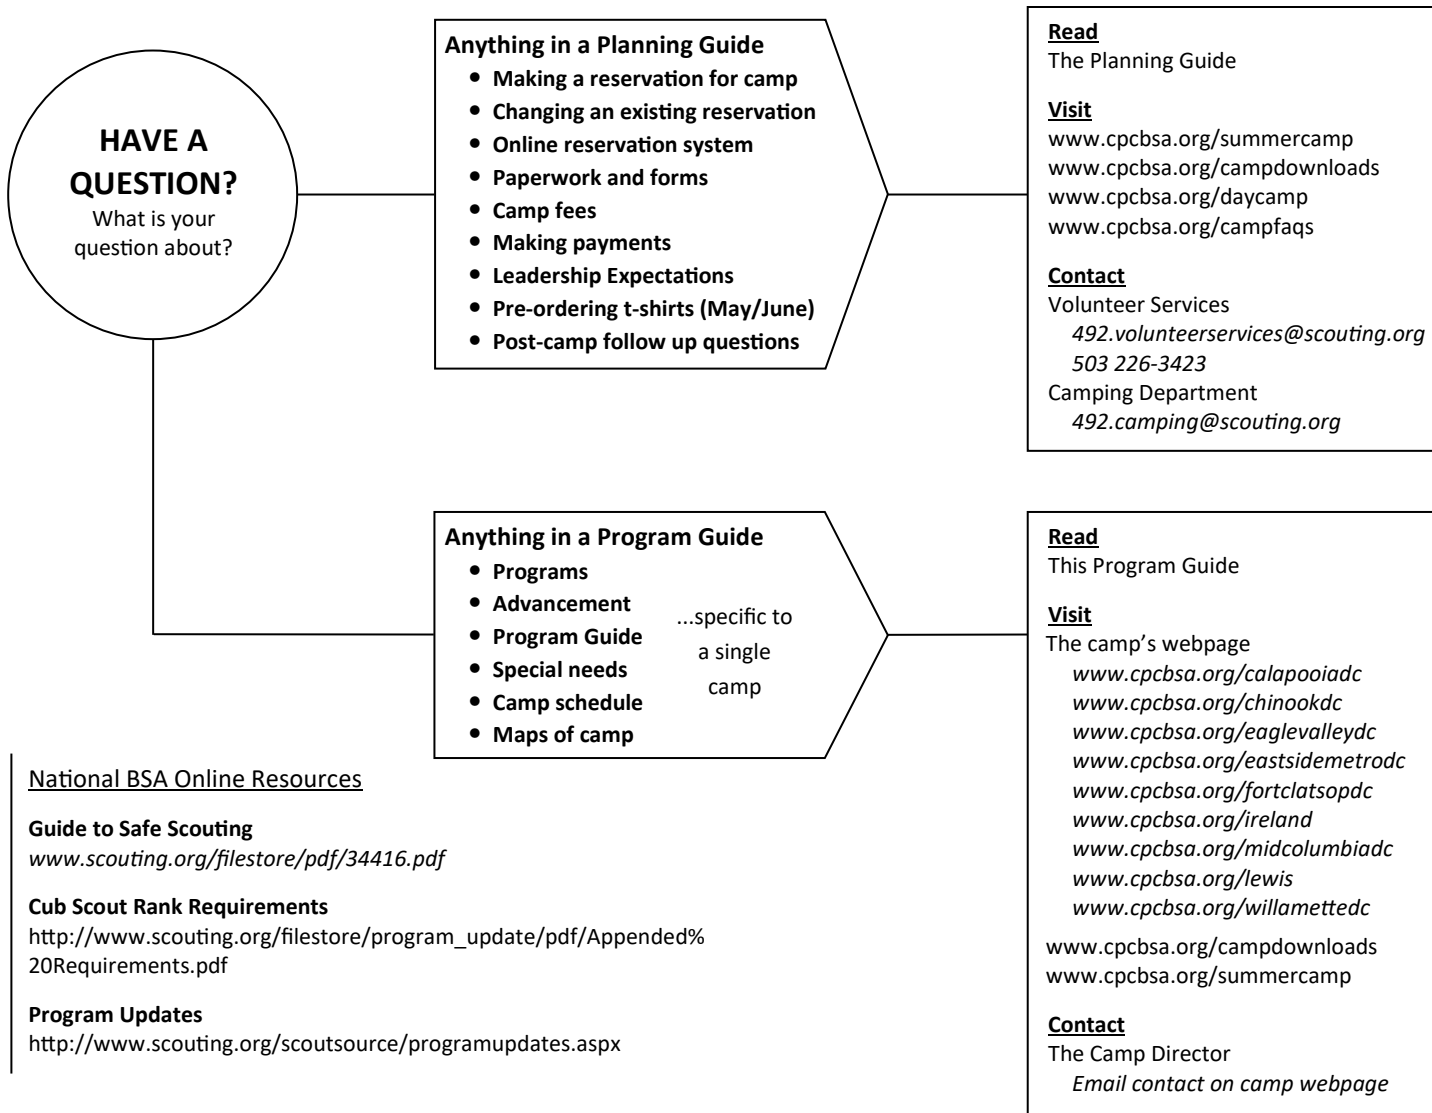 HAVE A
QUESTION?
What is your
question about?
Anything in a Planning Guide
• Making a reservation for camp
• Changing an existing reservation
• Online reservation system
• Paperwork and forms
• Camp fees
• Making payments
• Leadership Expectations
• Pre-ordering t-shirts (May/June)
• Post-camp follow up questions
Read
The Planning Guide
Visit
www.cpcbsa.org/summercamp
www.cpcbsa.org/campdownloads
www.cpcbsa.org/daycamp
www.cpcbsa.org/campfaqs
Contact
Volunteer Services
492.volunteerservices@scouting.org
503 226-3423
Camping Department
492.camping@scouting.org
Anything in a Program Guide
• Programs
• Advancement
• Program Guide
• Special needs
• Camp schedule
• Maps of camp
...specific to
a single
camp
Read
This Program Guide
Visit
The camp's webpage
www.cpcbsa.org/calapooiadc
www.cpcbsa.org/chinookdc
www.cpcbsa.org/eaglevalleydc
www.cpcbsa.org/eastsidemetrodc
www.cpcbsa.org/fortclatsopdc
www.cpcbsa.org/ireland
www.cpcbsa.org/midcolumbiadc
www.cpcbsa.org/lewis
www.cpcbsa.org/willamettedc
www.cpcbsa.org/campdownloads
www.cpcbsa.org/summercamp
Contact
The Camp Director
Email contact on camp webpage
National BSA Online Resources
Guide to Safe Scouting
www.scouting.org/filestore/pdf/34416.pdf
Cub Scout Rank Requirements
http://www.scouting.org/filestore/program_update/pdf/Appended%
20Requirements.pdf
Program Updates
http://www.scouting.org/scoutsource/programupdates.aspx